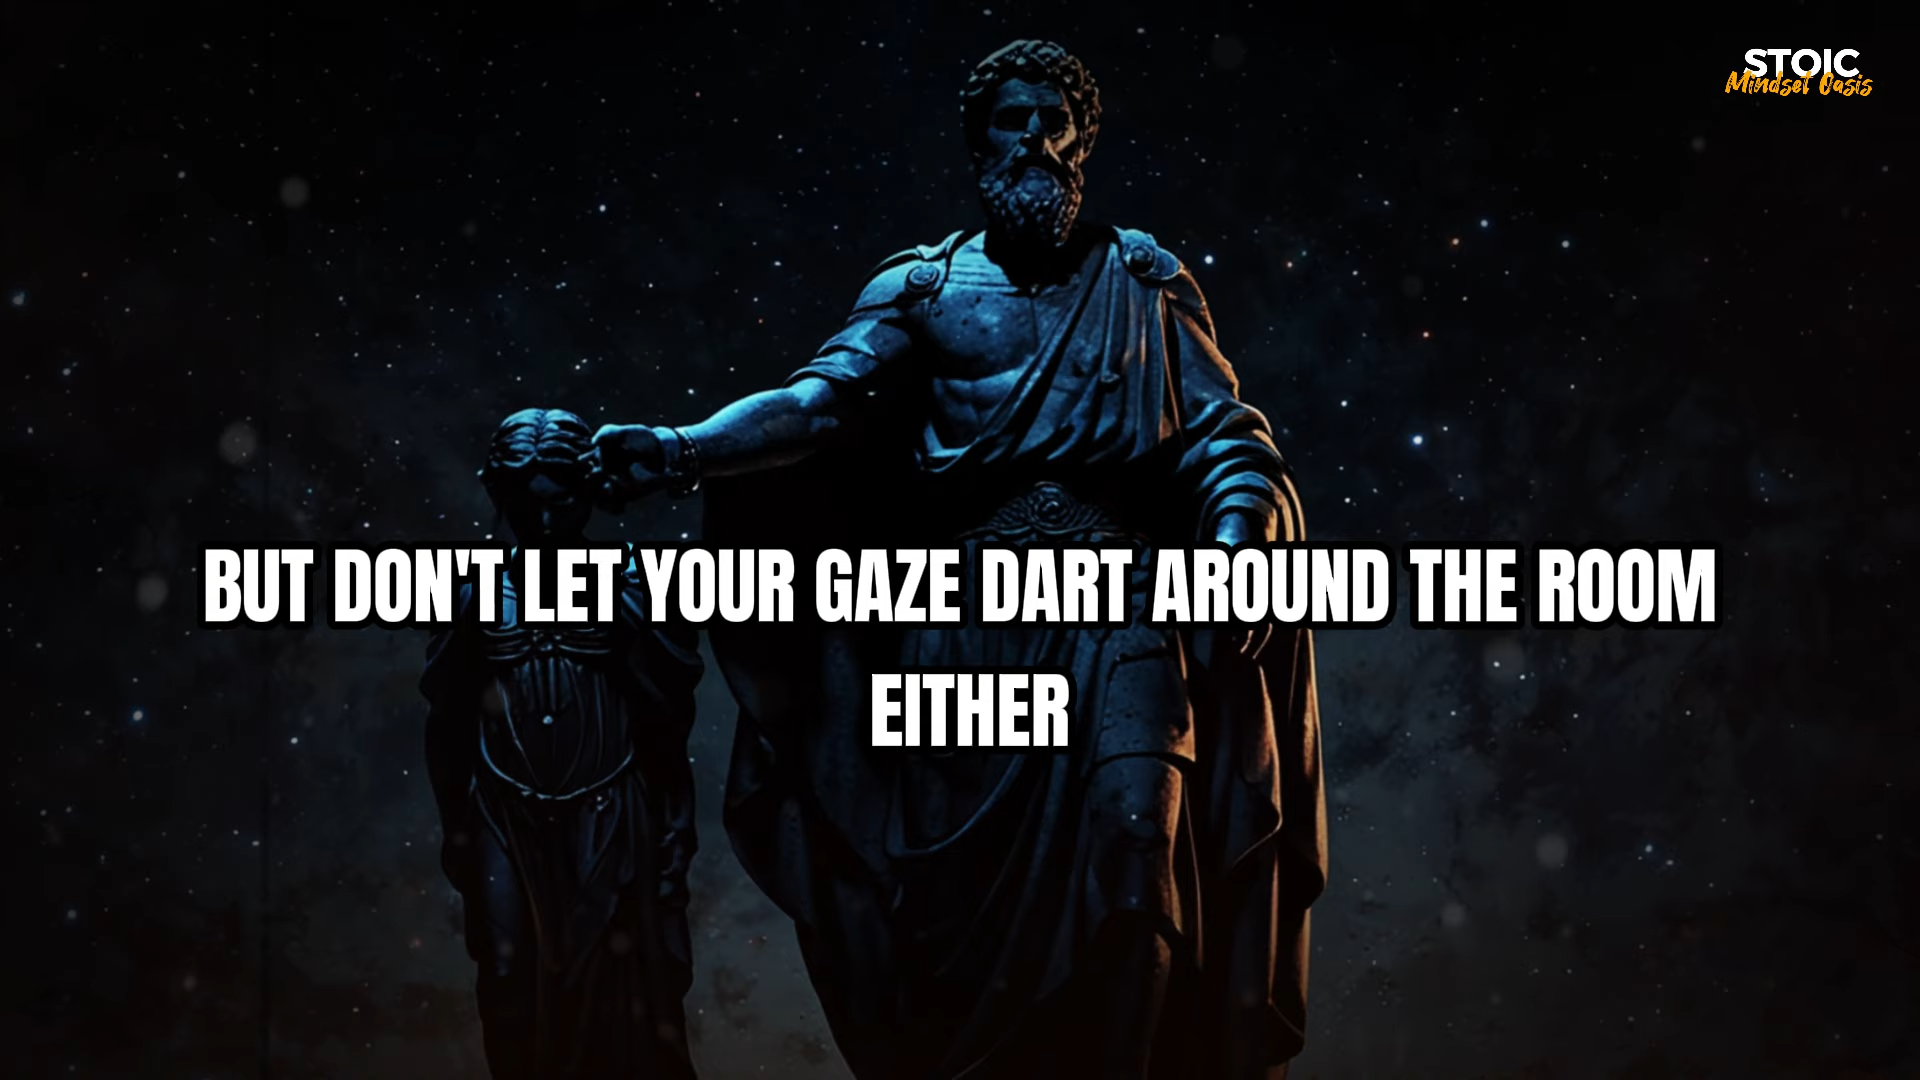 STOIC
Mindset Oasis
BUT DON'T LET YOUR GAZE DART AROUND THE ROOM
EITHER